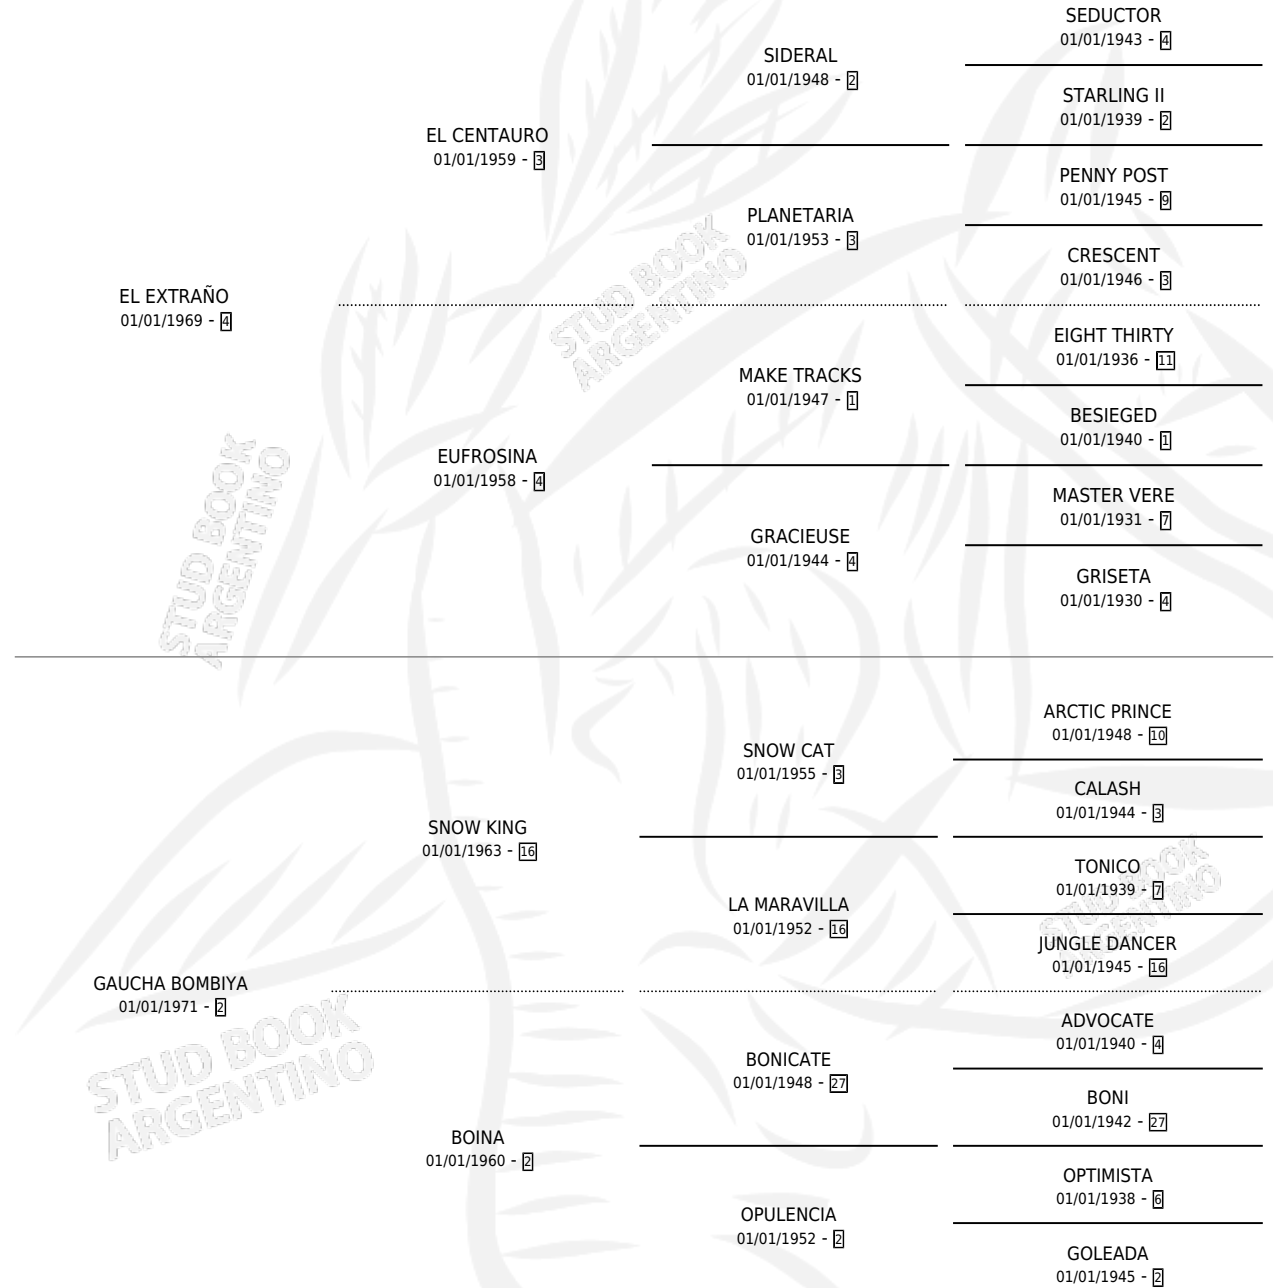 SEDUCTOR
01/01/1943 - 4
SIDERAL
01/01/1948 - 2
STARLING II
01/01/1939 - 2
EL CENTAURO
01/01/1959 - 3
PENNY POST
01/01/1945 - 9
PLANETARIA
01/01/1953 - 3
CRESCENT
01/01/1946 - 3
EL EXTRAÑO
01/01/1969 - 4
EIGHT THIRTY
01/01/1936 - 11
MAKE TRACKS
01/01/1947 - 1
BESIEGED
01/01/1940 - 1
EUFROSINA
01/01/1958 - 4
MASTER VERE
01/01/1931 - 7
GRACIEUSE
01/01/1944 - 4
GRISETA
01/01/1930 - 4
STUD BOOK
ARGENTINO
STUD BOOK
ARGENTINO
ARCTIC PRINCE
01/01/1948 - 10
SNOW CAT
01/01/1955 - 3
CALASH
01/01/1944 - 3
SNOW KING
01/01/1963 - 16
TONICO
01/01/1939 - 7
LA MARAVILLA
01/01/1952 - 16
JUNGLE DANCER
01/01/1945 - 16
GAUCHA BOMBIYA
01/01/1971 - 2
ADVOCATE
01/01/1940 - 4
BONICATE
01/01/1948 - 27
BONI
01/01/1942 - 27
BOINA
01/01/1960 - 2
OPTIMISTA
01/01/1938 - 6
OPULENCIA
01/01/1952 - 2
GOLEADA
01/01/1945 - 2
STUD BOOK
ARGENTINO
STUD BOOK
ARGENTINO